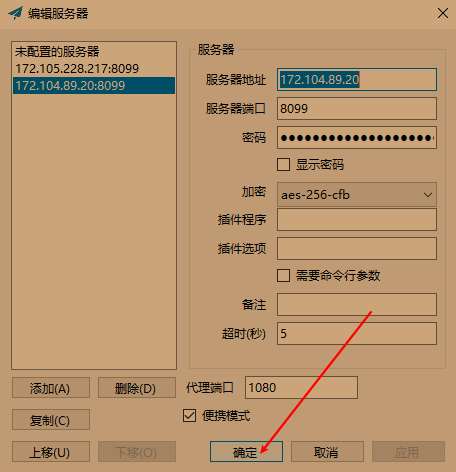 编辑服务器
未配置的服务器
172.105.228.217:8099
172.104.89.20:8099
服务器
服务器地址 172.104.89.20
服务器端口 8099
密码 ●●●●●●●●●●●●●●●●●●●●
显示密码
加密 aes-256-cfb
插件程序
插件选项
需要命令行参数
备注
超时(秒) 5
添加(A) 删除(D) 代理端口 1080
复制(C) 便携模式
上移(U) 下移(O) 确定 取消 应用